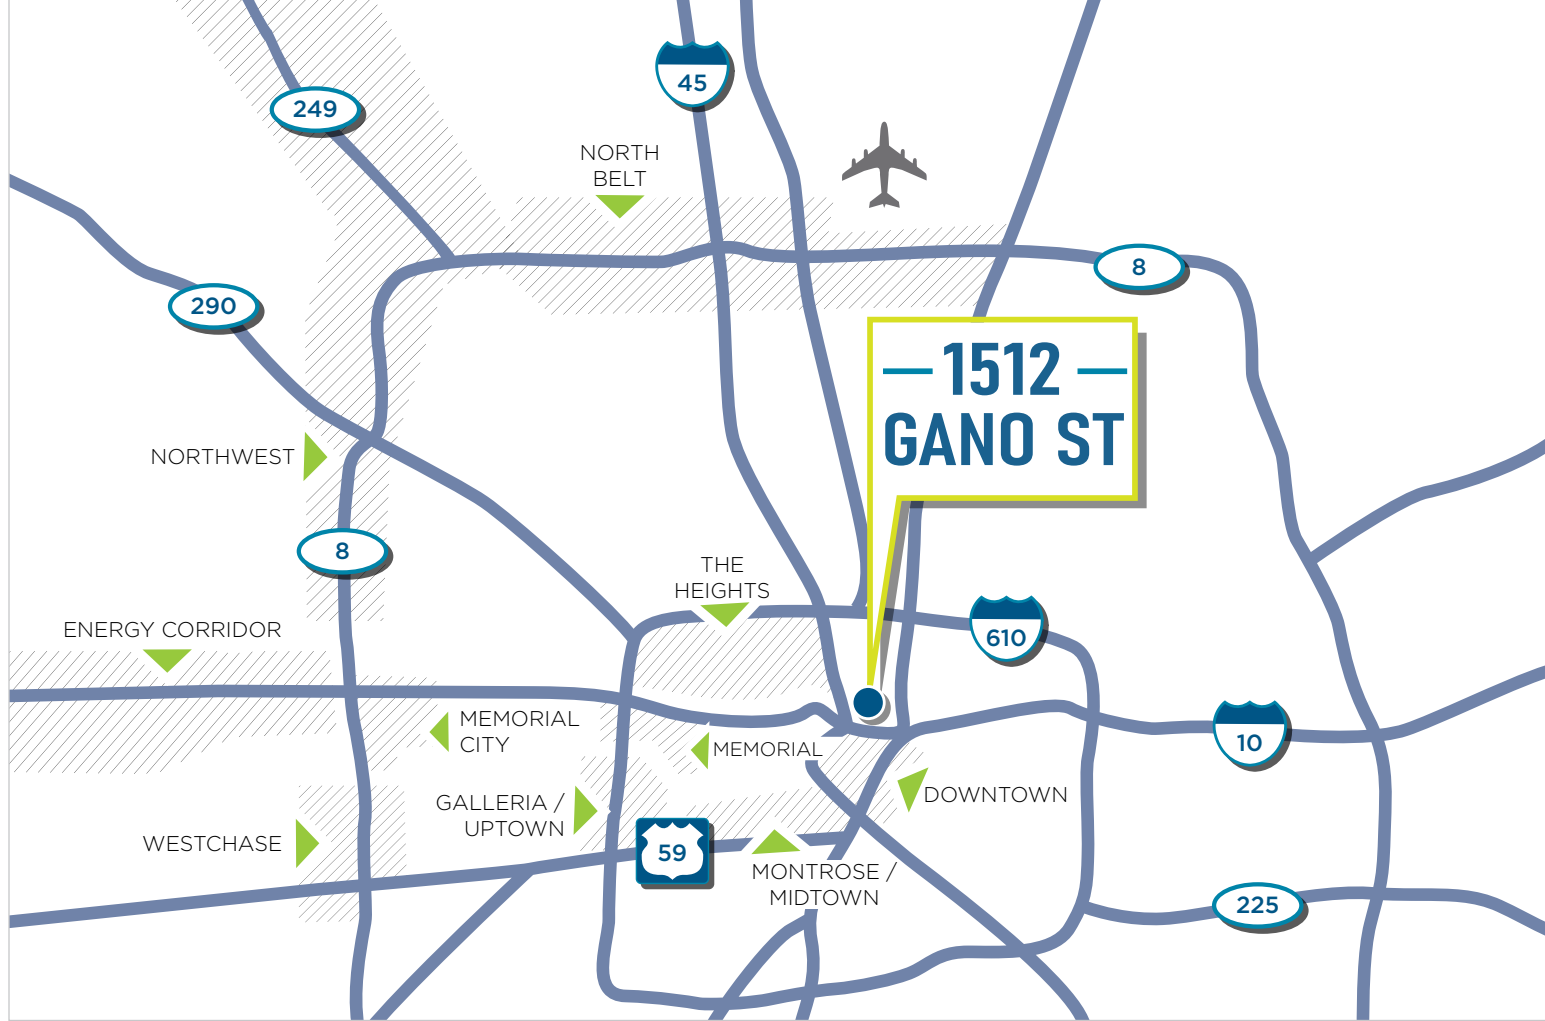 45
249
NORTH
BELT
8
290
1512
GANO ST
NORTHWEST
8
THE
HEIGHTS
610
ENERGY CORRIDOR
MEMORIAL
CITY
MEMORIAL
10
DOWNTOWN
GALLERIA /
UPTOWN
WESTCHASE
59
MONTROSE /
MIDTOWN
225